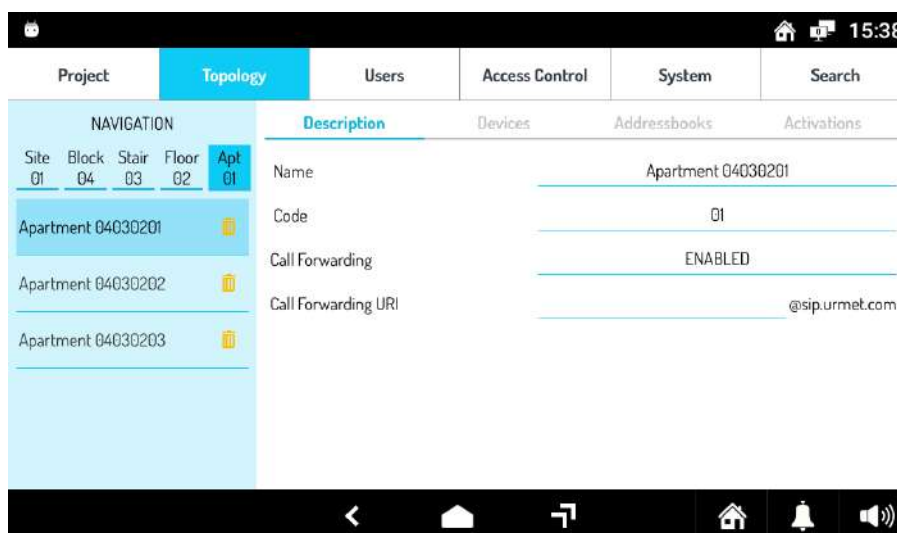 15:38
Project Topology Users Access Control System Search
NAVIGATION
Site Block Stair Floor Apt
01 04 03 02 01
Apartment 04030201
Apartment 04030202
Apartment 04030203
Description Devices Addressbooks Activations
Name Apartment 04030201
Code 01
Call Forwarding ENABLED
Call Forwarding URI @sip.urmet.com